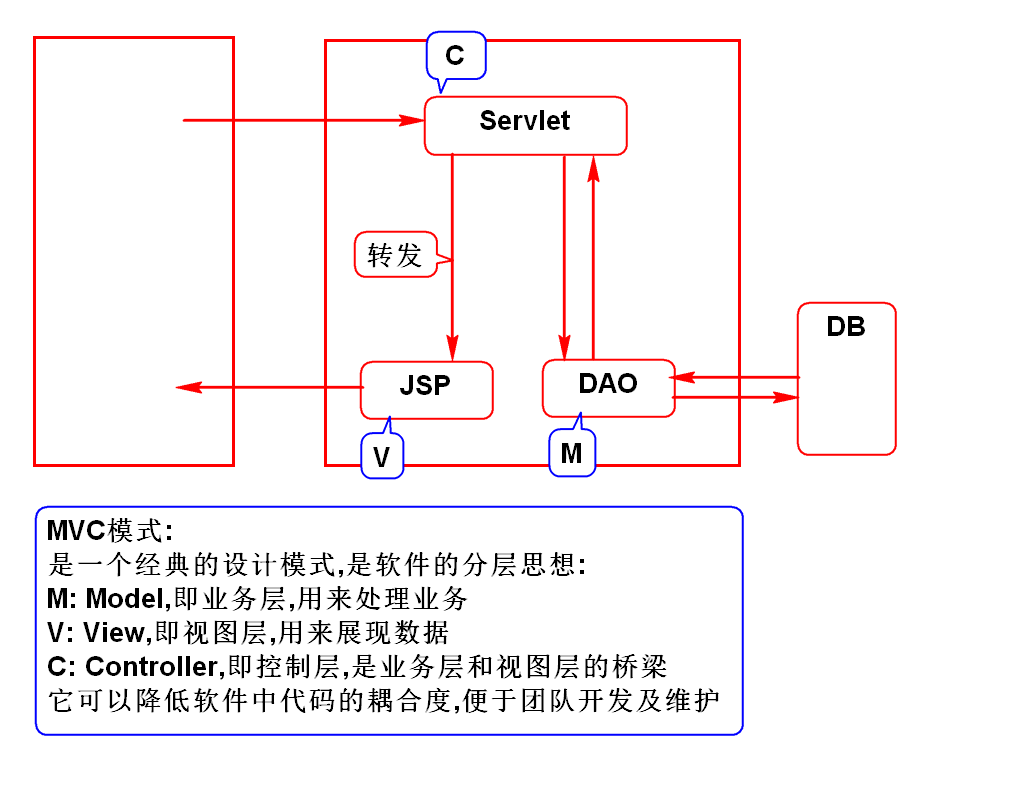 C
Servlet
转发
DB
JSP
DAO
V
M
MVC模式:
是一个经典的设计模式,是软件的分层思想:
M: Model,即业务层,用来处理业务
V: View,即视图层,用来展现数据
C: Controller,即控制层,是业务层和视图层的桥梁
它可以降低软件中代码的耦合度,便于团队开发及维护